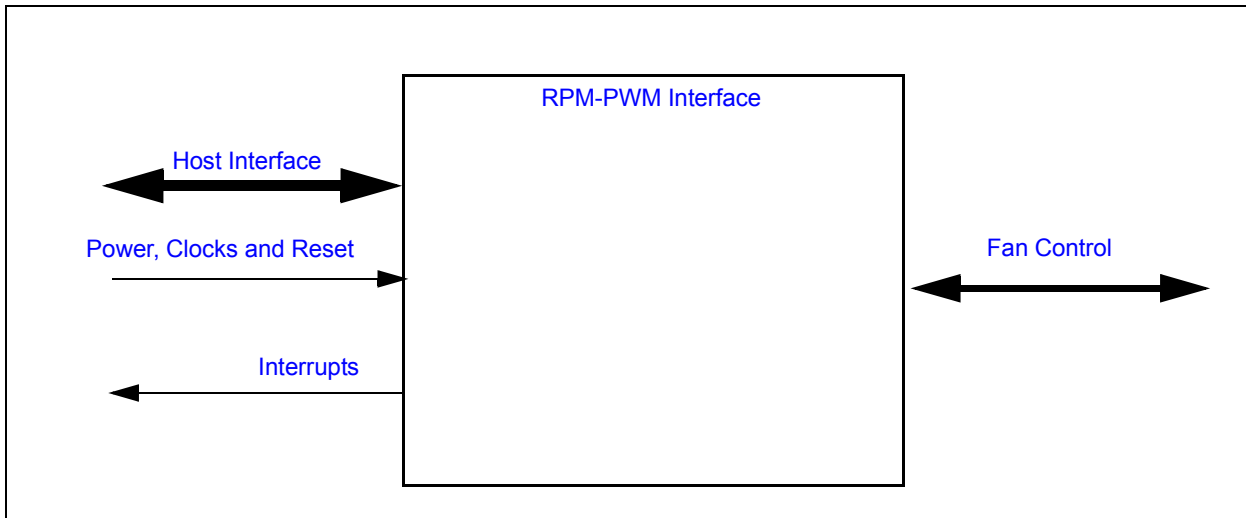 RPM-PWM Interface
Host Interface
Power, Clocks and Reset
Fan Control
Interrupts